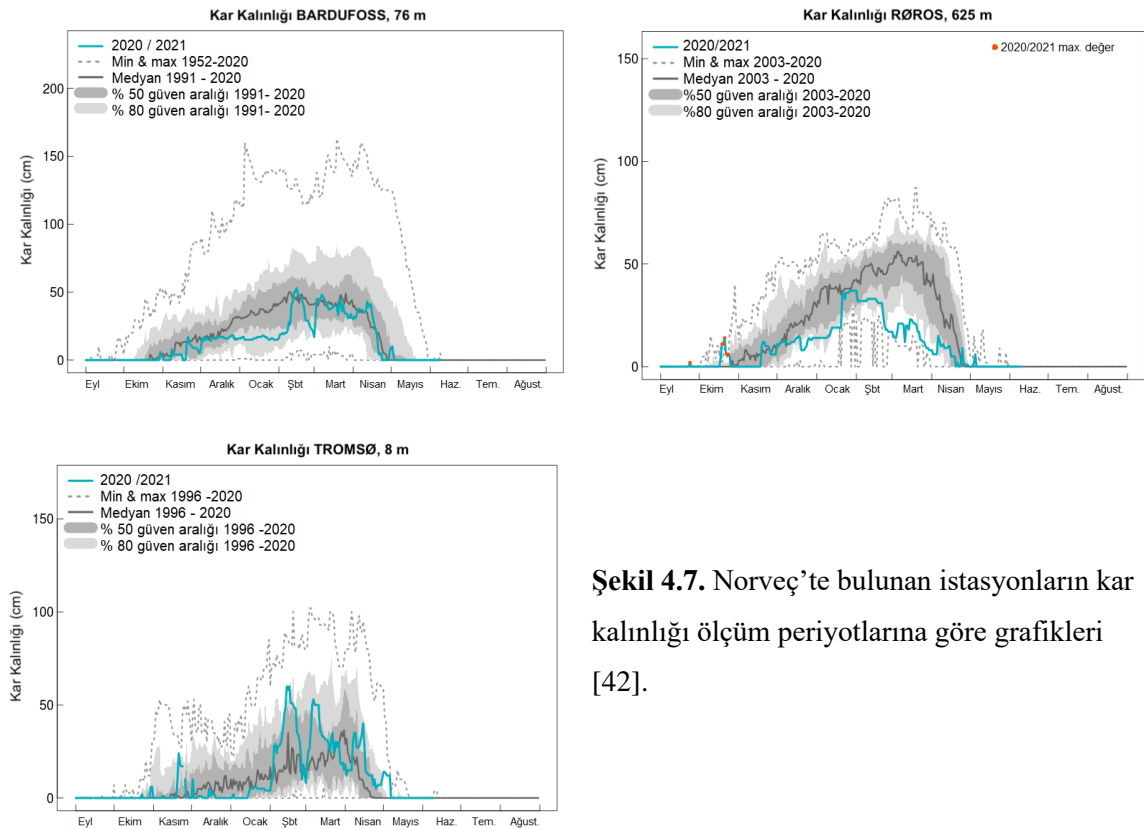 Kar Kalınlığı BARDUFOSS, 76 m
2020 / 2021
Min & max 1952-2020
Medyan 1991 - 2020
% 50 güven aralığı 1991- 2020
% 80 güven aralığı 1991- 2020
Kar Kalınlığı (cm)
200
150
100
50
0
Eyl Ekim Kasım Aralık Ocak Şbt Mart Nisan Mayıs Haz. Tem. Ağust.
Kar Kalınlığı RØROS, 625 m
2020/2021
Min & max 2003-2020
Medyan 2003 - 2020
%50 güven aralığı 2003-2020
%80 güven aralığı 2003-2020
2020/2021 max. değer
Kar Kalınlığı (cm)
150
100
50
0
Eyl Ekim Kasım Aralık Ocak Şbt Mart Nisan Mayıs Haz. Tem. Ağust.
Kar Kalınlığı TROMSØ, 8 m
2020 /2021
Min & max 1996 -2020
Medyan 1996 - 2020
% 50 güven aralığı 1996 -2020
% 80 güven aralığı 1996 -2020
Kar Kalınlığı (cm)
150
100
50
0
Eyl Ekim Kasım Aralık Ocak Şbt Mart Nisan Mayıs Haz. Tem. Ağust.
Şekil 4.7. Norveç’te bulunan istasyonların kar
kalınlığı ölçüm periyotlarına göre grafikleri
[42].